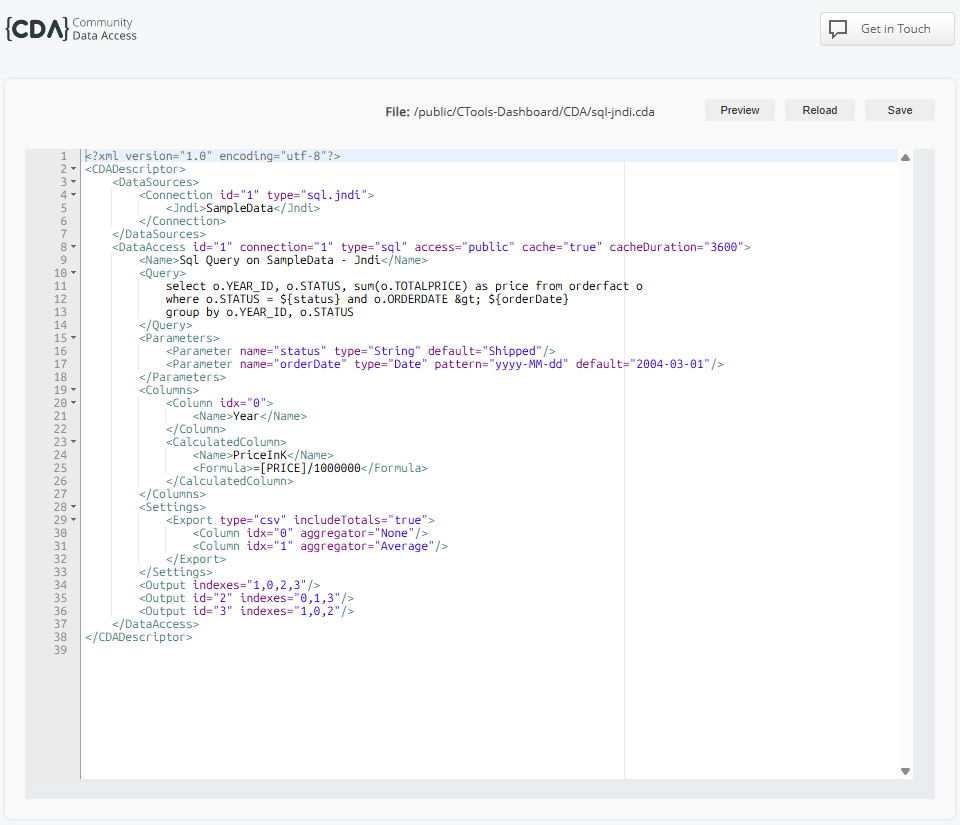 {CDA} Community
Data Access
Get in Touch
File: /public/CTools-Dashboard/CDA/sql-jndi.cda
Preview
Reload
Save
1 <?xml version="1.0" encoding="utf-8"?>
2 <CDADescriptor>
3 <DataSources>
4 <Connection id="1" type="sql.jndi">
5 <Jndi>SampleData</Jndi>
6 </Connection>
7 </DataSources>
8 <DataAccess id="1" connection="1" type="sql" access="public" cache="true" cacheDuration="3600">
9 <Name>Sql Query on SampleData - Jndi</Name>
10 <Query>
11 select o.YEAR_ID, o.STATUS, sum(o.TOTALPRICE) as price from orderfact o
12 where o.STATUS = ${status} and o.ORDERDATE &gt; ${orderDate}
13 group by o.YEAR_ID, o.STATUS
14 </Query>
15 <Parameters>
16 <Parameter name="status" type="String" default="Shipped"/>
17 <Parameter name="orderDate" type="Date" pattern="yyyy-MM-dd" default="2004-03-01"/>
18 </Parameters>
19 <Columns>
20 <Column idx="0">
21 <Name>Year</Name>
22 </Column>
23 <CalculatedColumn>
24 <Name>PriceInK</Name>
25 <Formula>=[PRICE]/1000000</Formula>
26 </CalculatedColumn>
27 </Columns>
28 <Settings>
29 <Export type="csv" includeTotals="true">
30 <Column idx="0" aggregator="None"/>
31 <Column idx="1" aggregator="Average"/>
32 </Export>
33 </Settings>
34 <Output indexes="1,0,2,3"/>
35 <Output id="2" indexes="0,1,3"/>
36 <Output id="3" indexes="1,0,2"/>
37 </DataAccess>
38 </CDADescriptor>
39